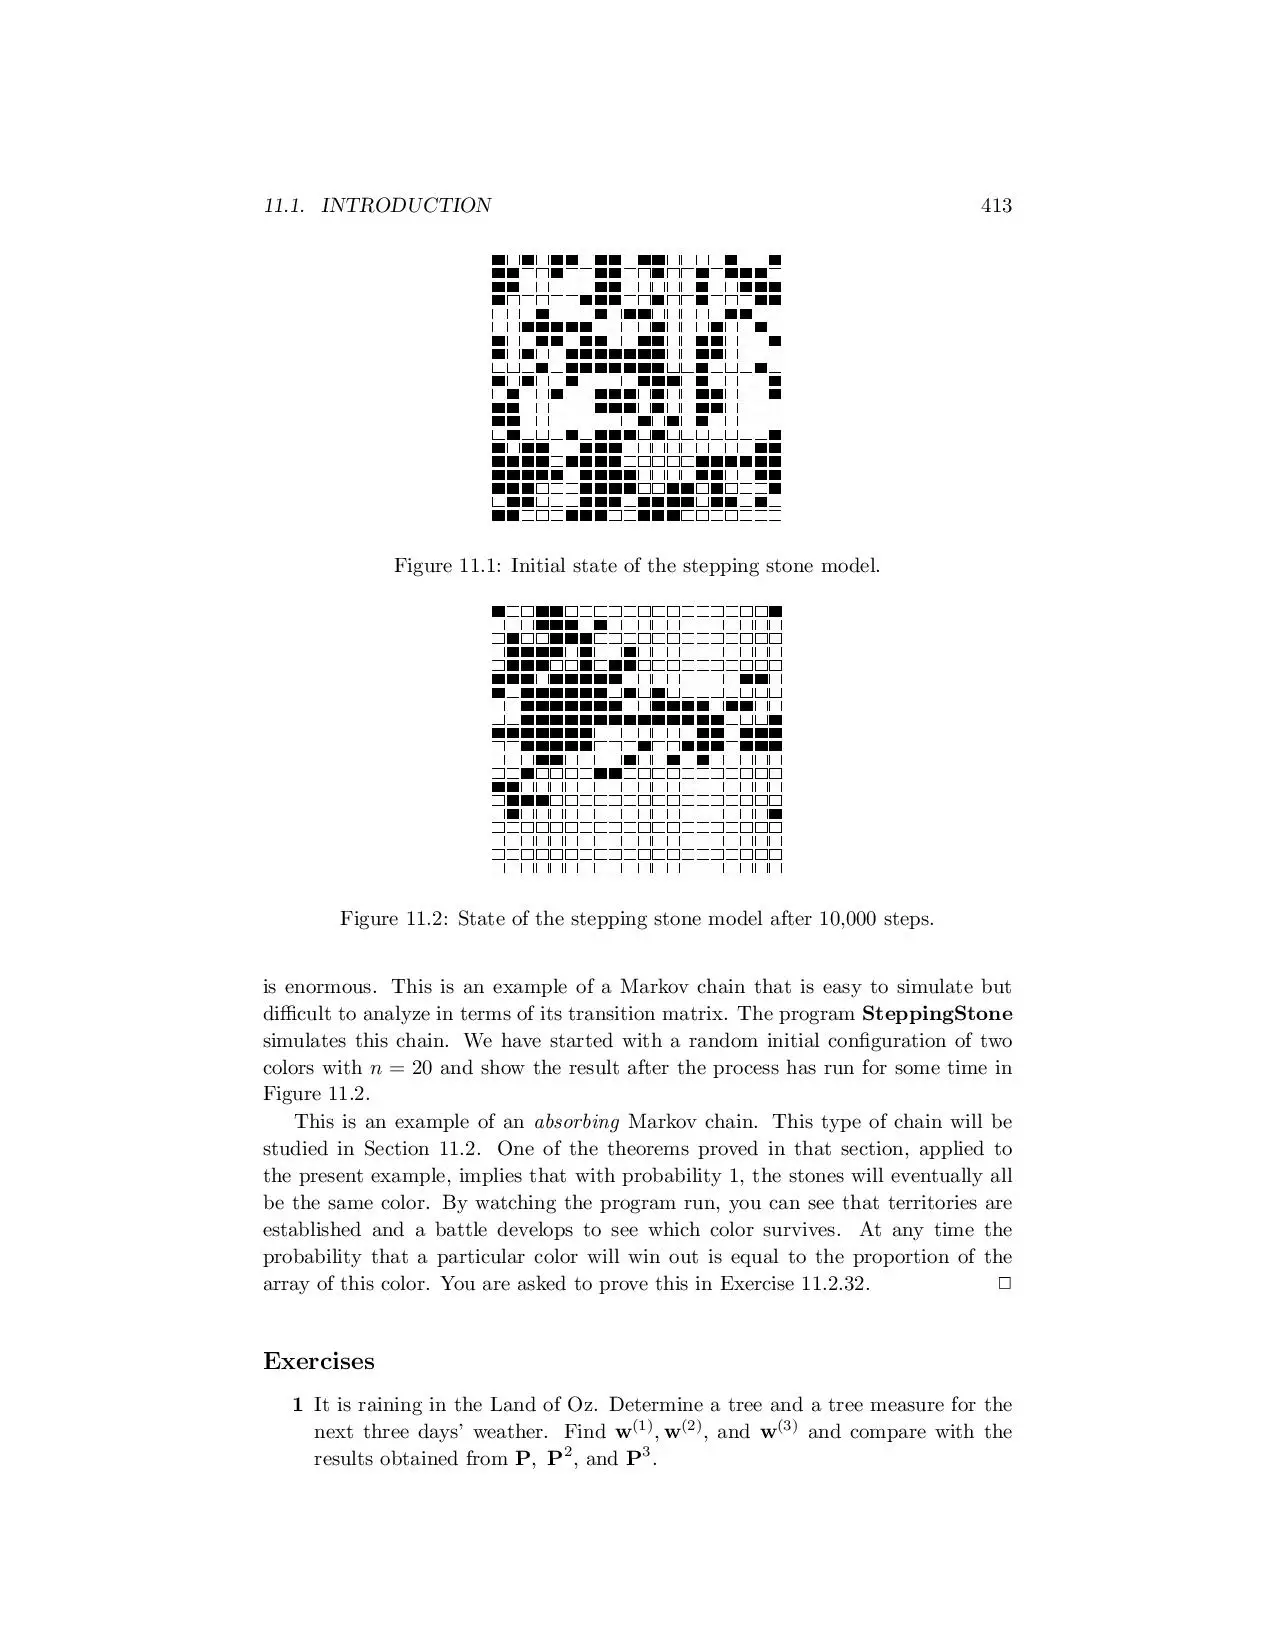 11.1. INTRODUCTION 413
Figure 11.1: Initial state of the stepping stone model.
Figure 11.2: State of the stepping stone model after 10,000 steps.
is enormous. This is an example of a Markov chain that is easy to simulate but
difficult to analyze in terms of its transition matrix. The program SteppingStone
simulates this chain. We have started with a random initial configuration of two
colors with n = 20 and show the result after the process has run for some time in
Figure 11.2.
This is an example of an absorbing Markov chain. This type of chain will be
studied in Section 11.2. One of the theorems proved in that section, applied to
the present example, implies that with probability 1, the stones will eventually all
be the same color. By watching the program run, you can see that territories are
established and a battle develops to see which color survives. At any time the
probability that a particular color will win out is equal to the proportion of the
array of this color. You are asked to prove this in Exercise 11.2.32. □
Exercises
1 It is raining in the Land of Oz. Determine a tree and a tree measure for the
next three days' weather. Find w⁽¹⁾, w⁽²⁾, and w⁽³⁾ and compare with the
results obtained from P, P², and P³.